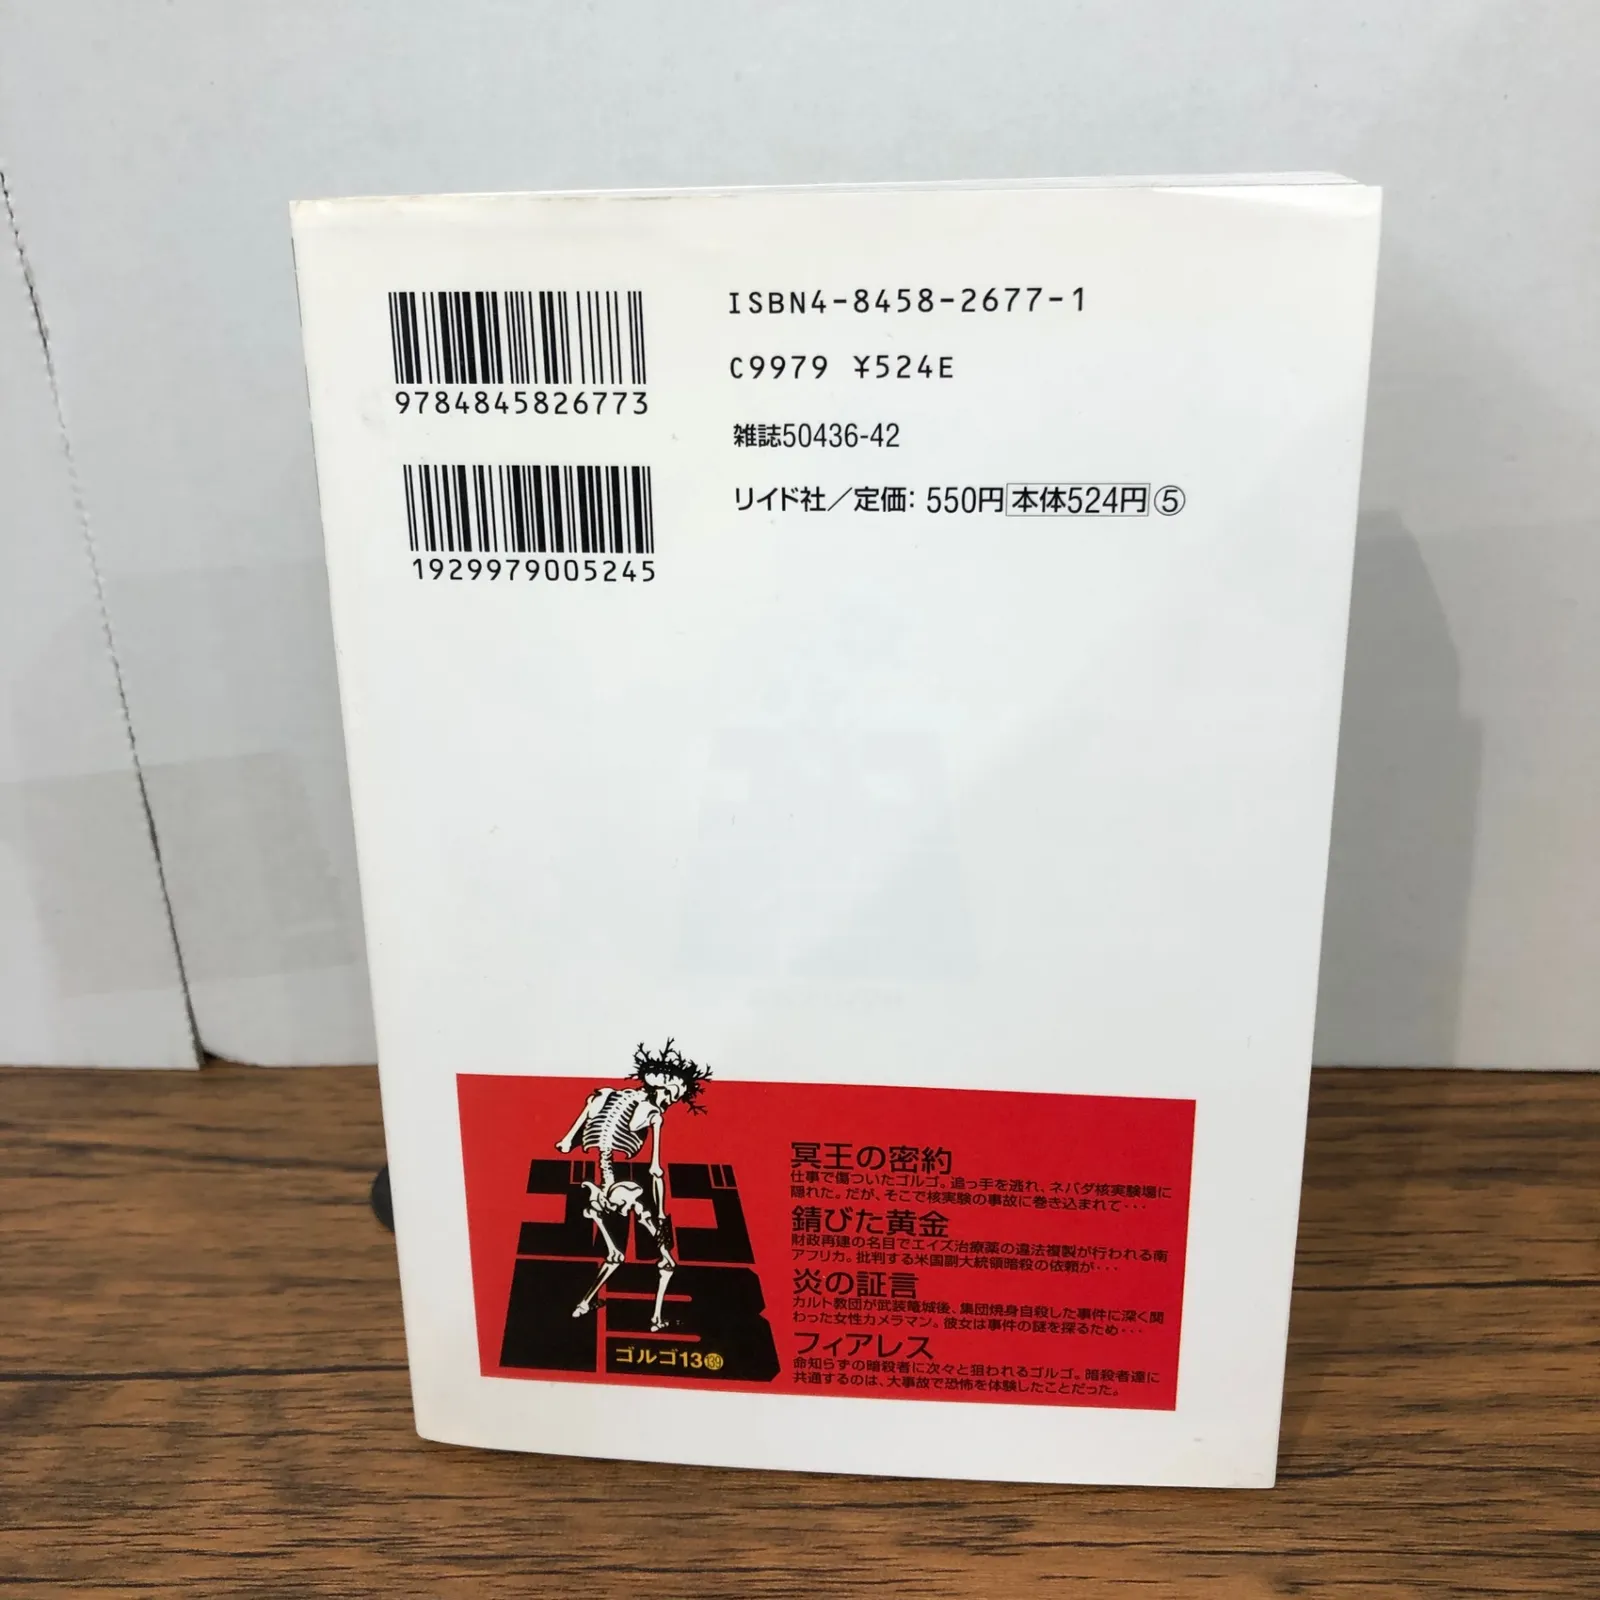 ISBN4-8458-2677-1
C9979 ¥524E
雑誌50436-42
リイド社／定価：550円 本体524円 ⑤
9784845826773
1929979005245
ゴルゴ
13
ゴルゴ13 139
冥王の密約
仕事で傷ついたゴルゴ。追っ手を逃れ、ネバダ核実験場に
隠れた。だが、そこで核実験の事故に巻き込まれて・・・
錆びた黄金
財政再建の名目でエイズ治療薬の違法複製が行われる南
アフリカ。批判する米国副大統領暗殺の依頼が・・・
炎の証言
カルト教団が武装篭城後、集団焼身自殺した事件に深く関
わった女性カメラマン。彼女は事件の謎を探るため・・・
フィアレス
命知らずの暗殺者に次々と狙われるゴルゴ。暗殺者達に
共通するのは、大事故で恐怖を体験したことだった。